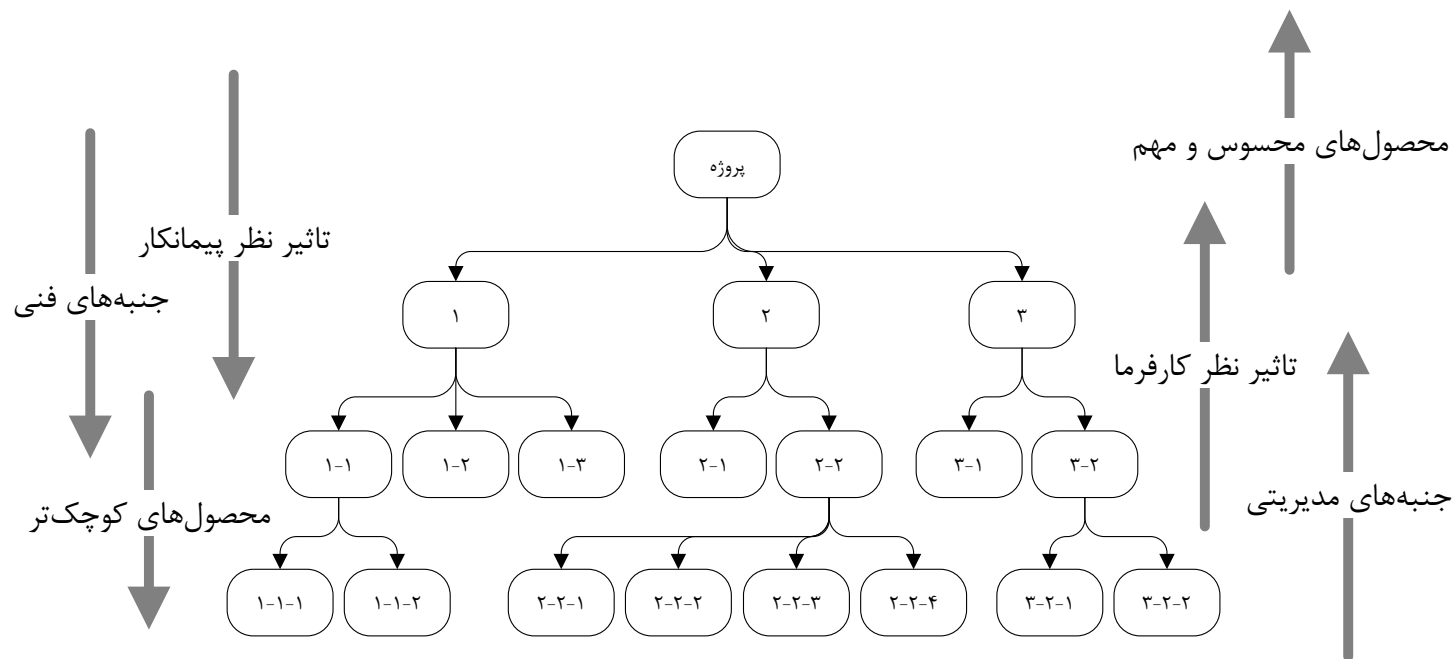 محصول‌های محسوس و مهم
پروژه
تاثیر نظر پیمانکار
جنبه‌های فنی
۱
۲
۳
تاثیر نظر کارفرما
۱-۱
۱-۲
۱-۳
۲-۱
۲-۲
۳-۱
۳-۲
جنبه‌های مدیریتی
محصول‌های کوچک‌تر
۱-۱-۱
۱-۱-۲
۲-۲-۱
۲-۲-۲
۲-۲-۳
۲-۲-۴
۳-۲-۱
۳-۲-۲